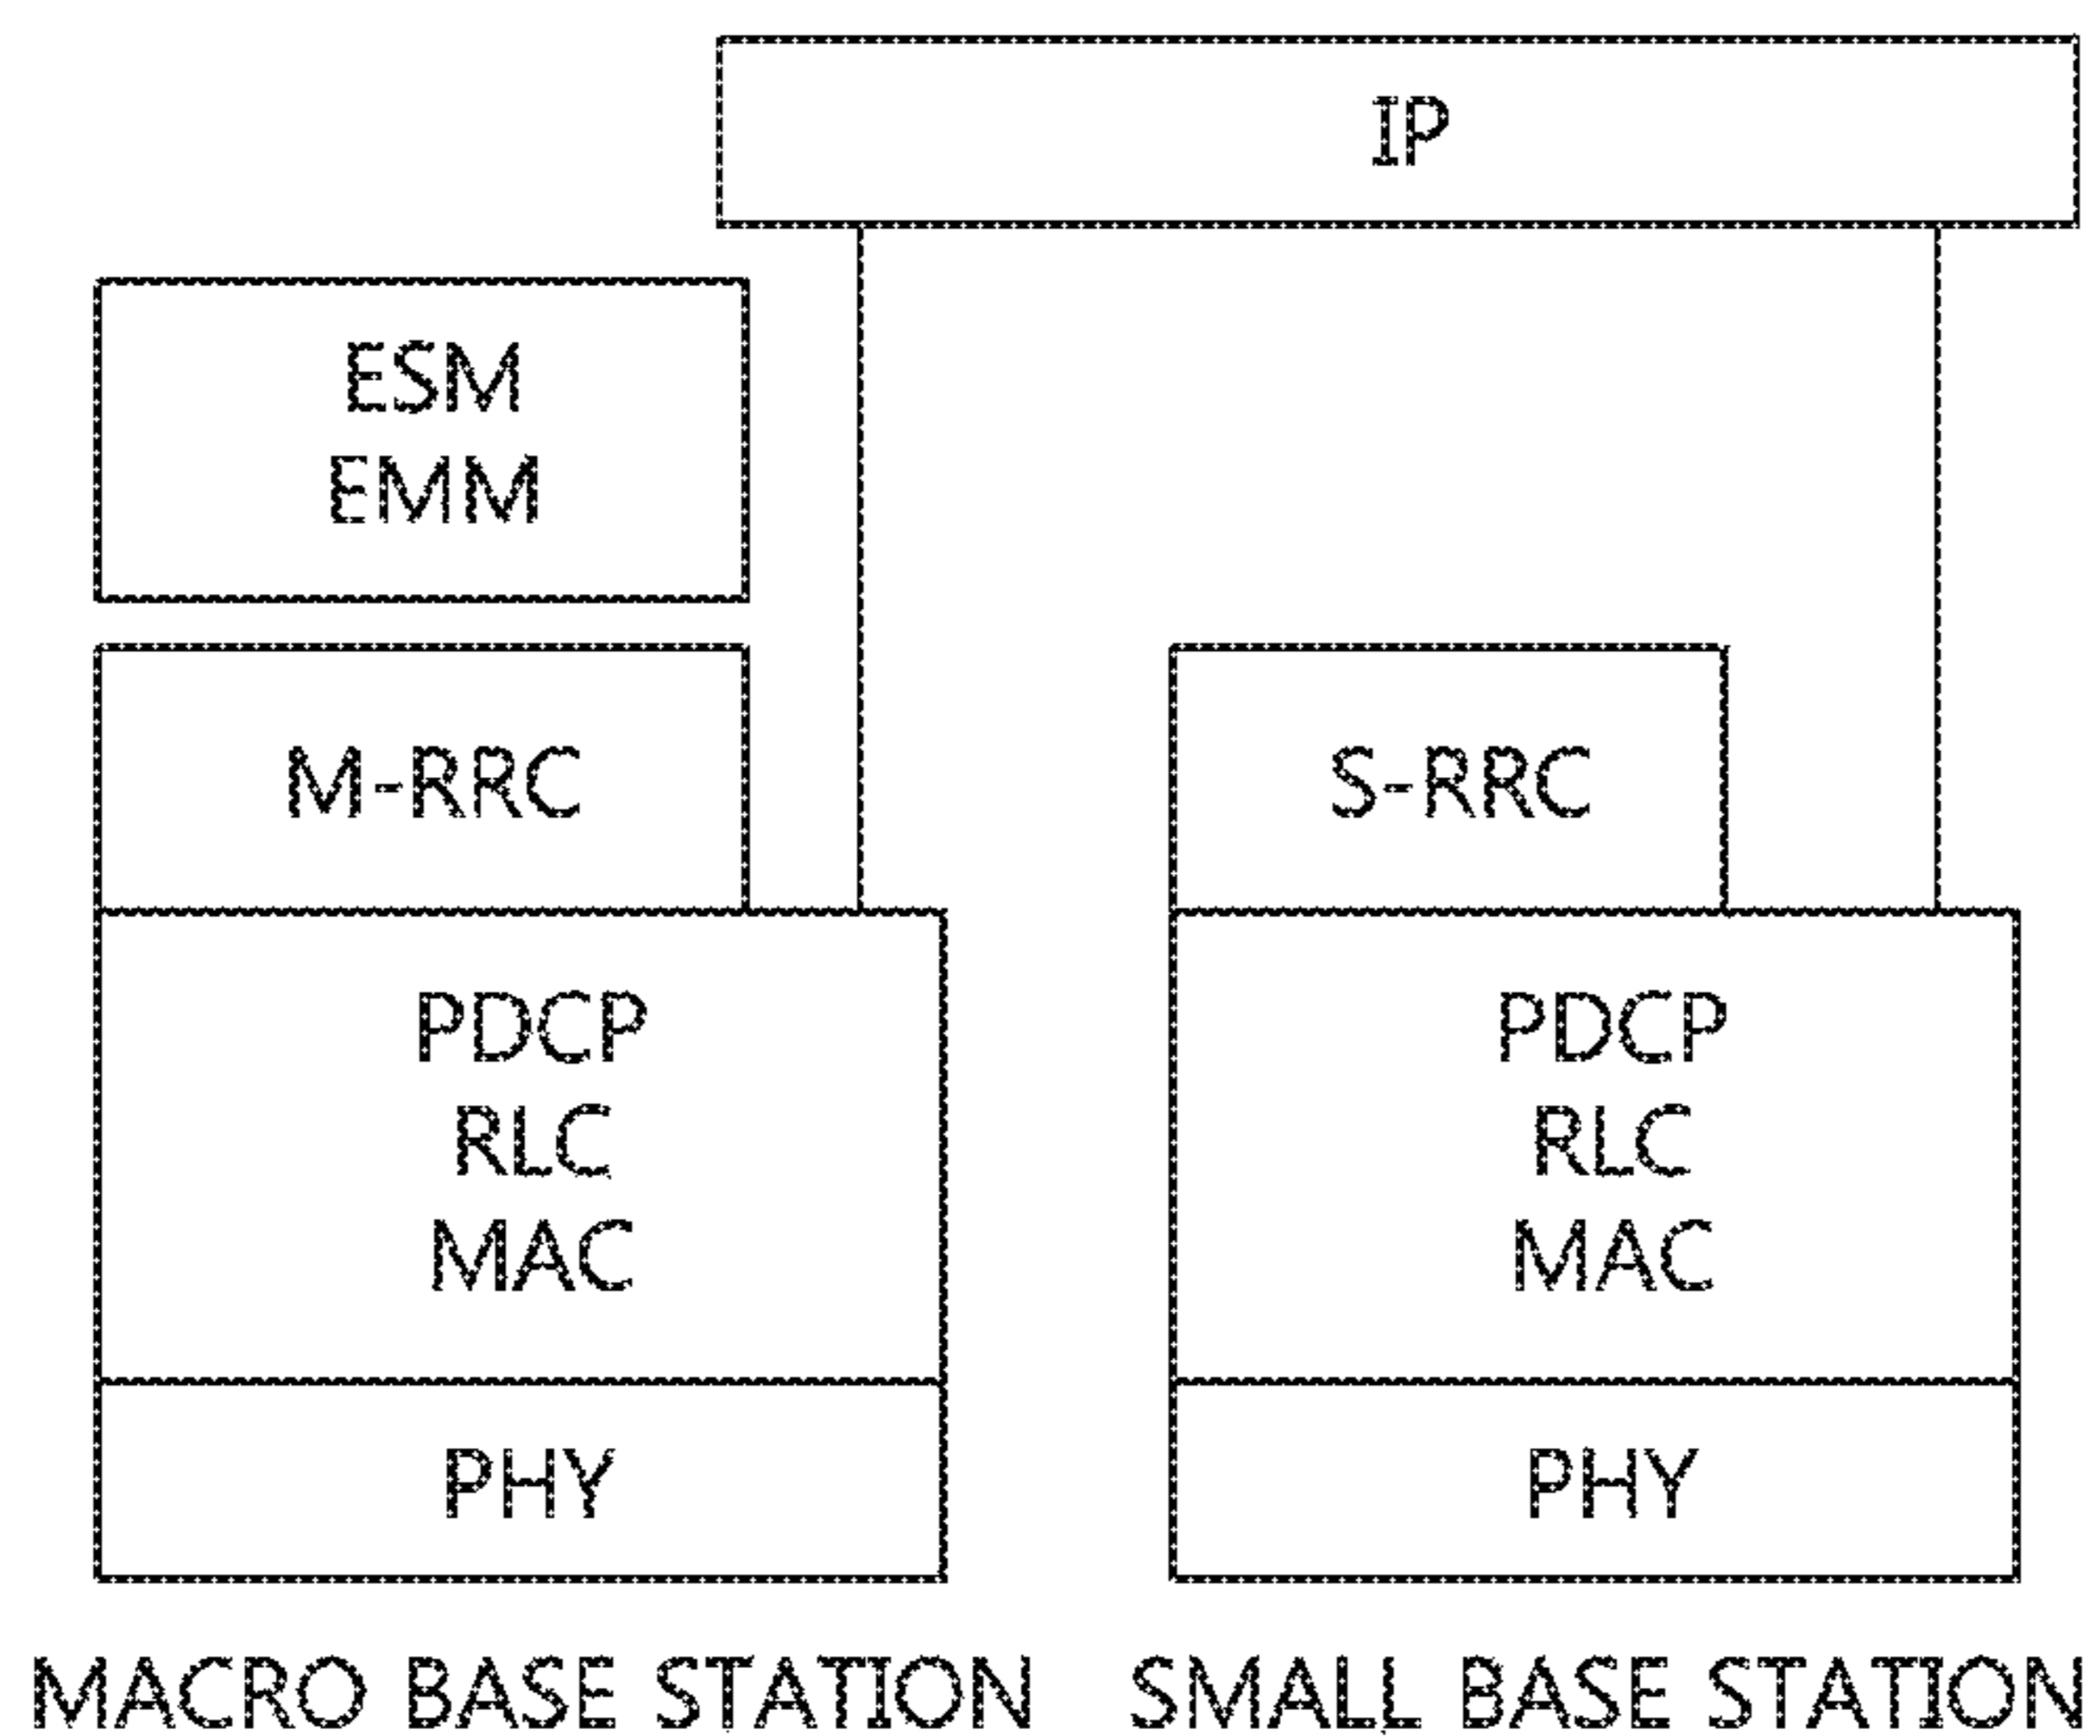 IP
ESM
EMM
M-RRC
S-RRC
PDCP
RLC
MAC
PDCP
RLC
MAC
PHY
PHY
MACRO BASE STATION
SMALL BASE STATION